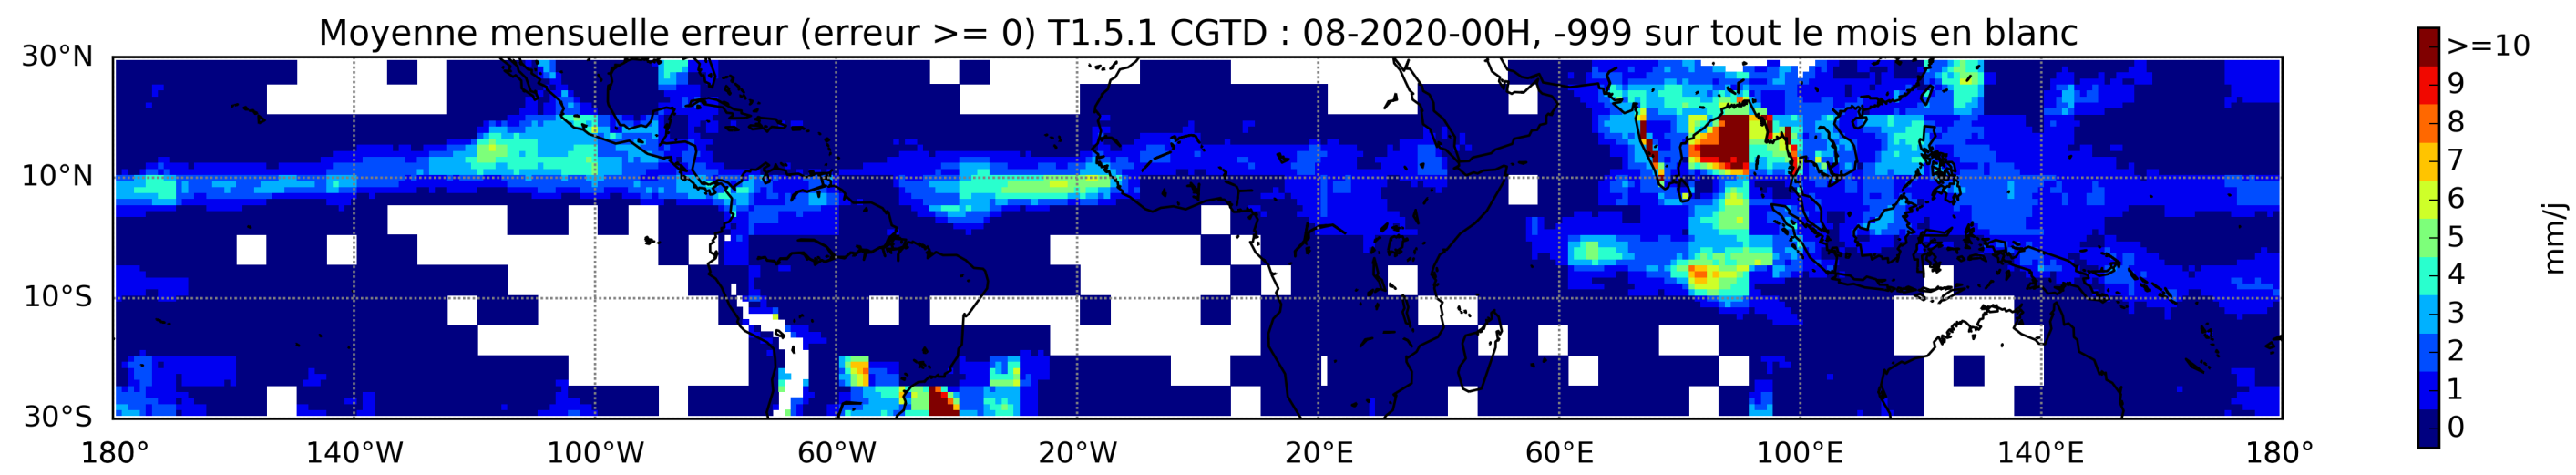 Moyenne mensuelle erreur (erreur >= 0) T1.5.1 CGTD : 08-2020-00H, -999 sur tout le mois en blanc
30°N
10°N
10°S
30°S
180° 140°W 100°W 60°W 20°W 20°E 60°E 100°E 140°E 180°
>=10
9
8
7
6
5
4
3
2
1
0
mm/j